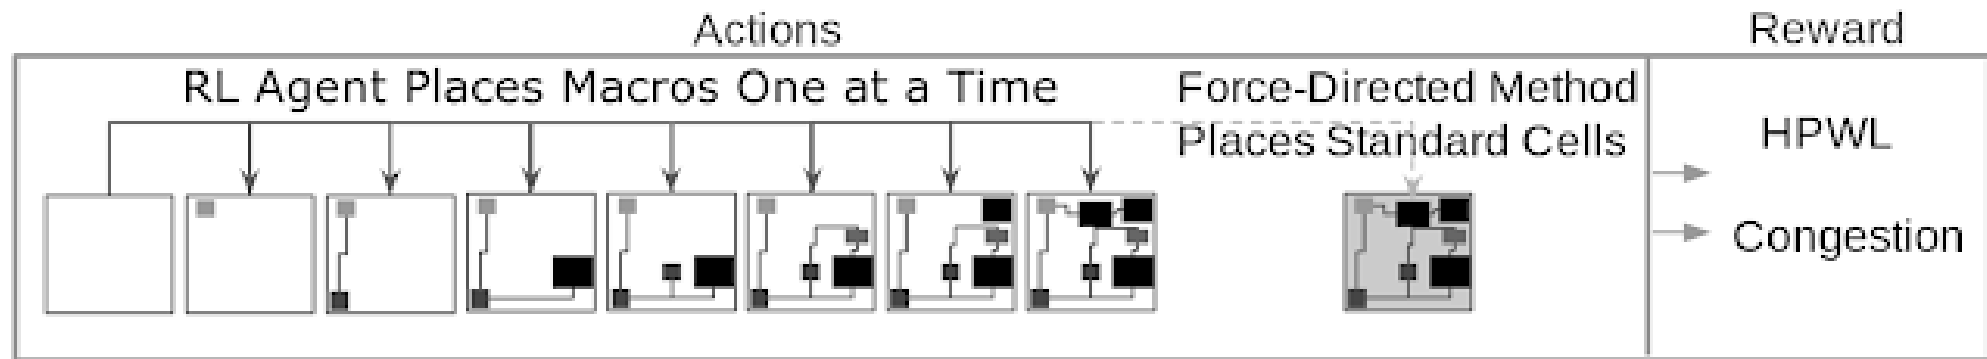 Actions
Reward
RL Agent Places Macros One at a Time
Force-Directed Method
Places Standard Cells
HPWL
Congestion